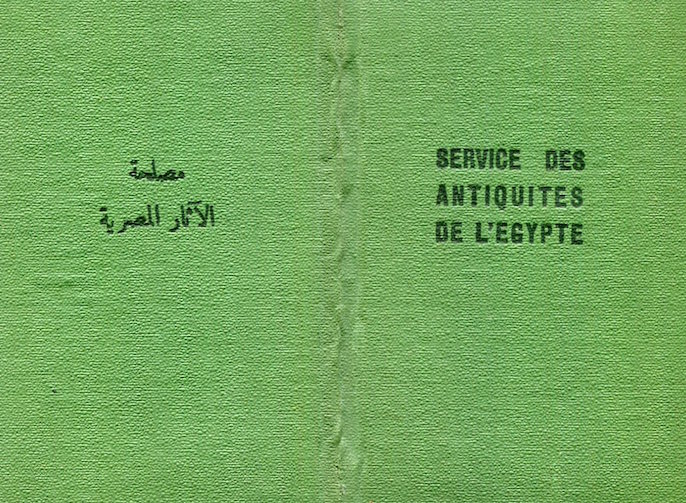 مصلحة
الآثار المصرية
SERVICE DES
ANTIQUITES
DE L'EGYPTE